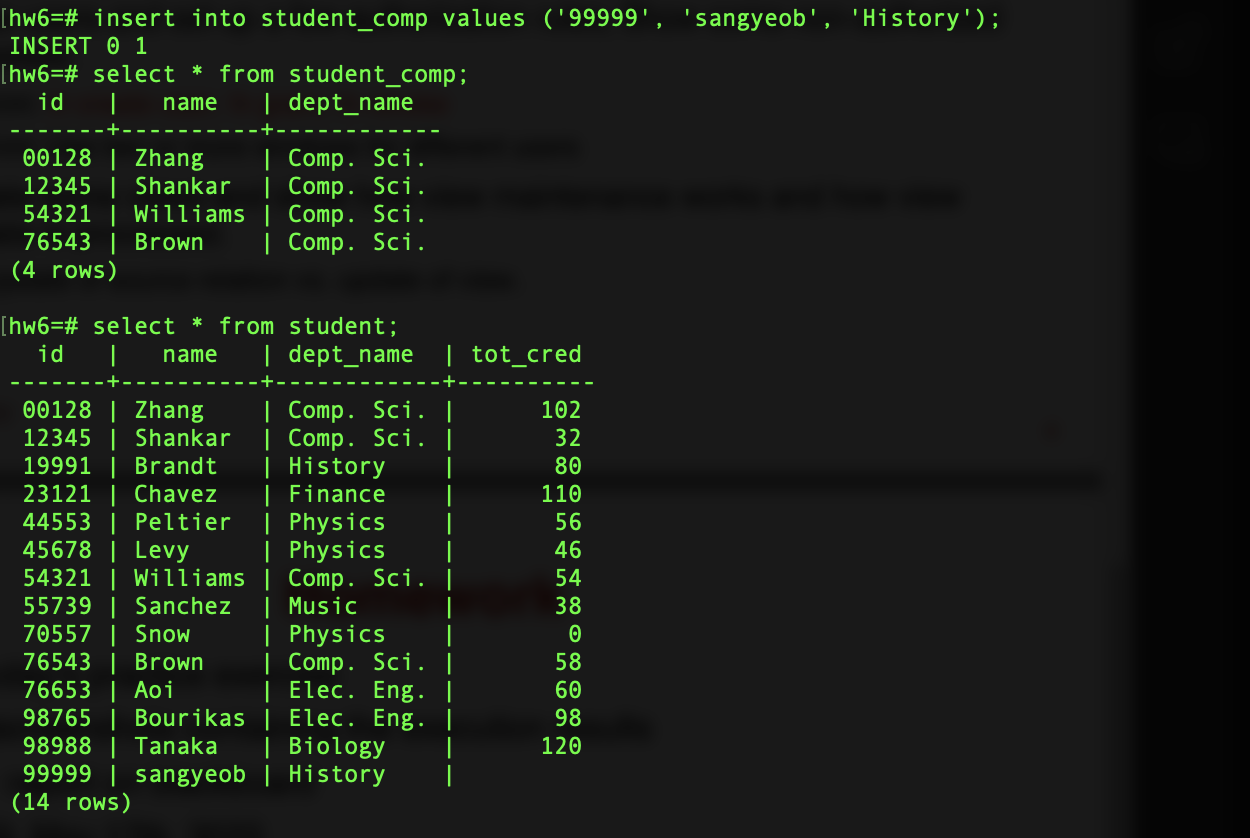 [hw6=# insert into student_comp values ('99999', 'sangyeob', 'History');
INSERT 0 1
[hw6=# select * from student_comp;
  id   |   name   | dept_name
-------+----------+------------
 00128 | Zhang    | Comp. Sci.
 12345 | Shankar  | Comp. Sci.
 54321 | Williams | Comp. Sci.
 76543 | Brown    | Comp. Sci.
(4 rows)
[hw6=# select * from student;
  id   |   name   | dept_name  | tot_cred
-------+----------+------------+----------
 00128 | Zhang    | Comp. Sci. |      102
 12345 | Shankar  | Comp. Sci. |       32
 19991 | Brandt   | History    |       80
 23121 | Chavez   | Finance    |      110
 44553 | Peltier  | Physics    |       56
 45678 | Levy     | Physics    |       46
 54321 | Williams | Comp. Sci. |       54
 55739 | Sanchez  | Music      |       38
 70557 | Snow     | Physics    |        0
 76543 | Brown    | Comp. Sci. |       58
 76653 | Aoi      | Elec. Eng. |       60
 98765 | Bourikas | Elec. Eng. |       98
 98988 | Tanaka   | Biology    |      120
 99999 | sangyeob | History    |
(14 rows)